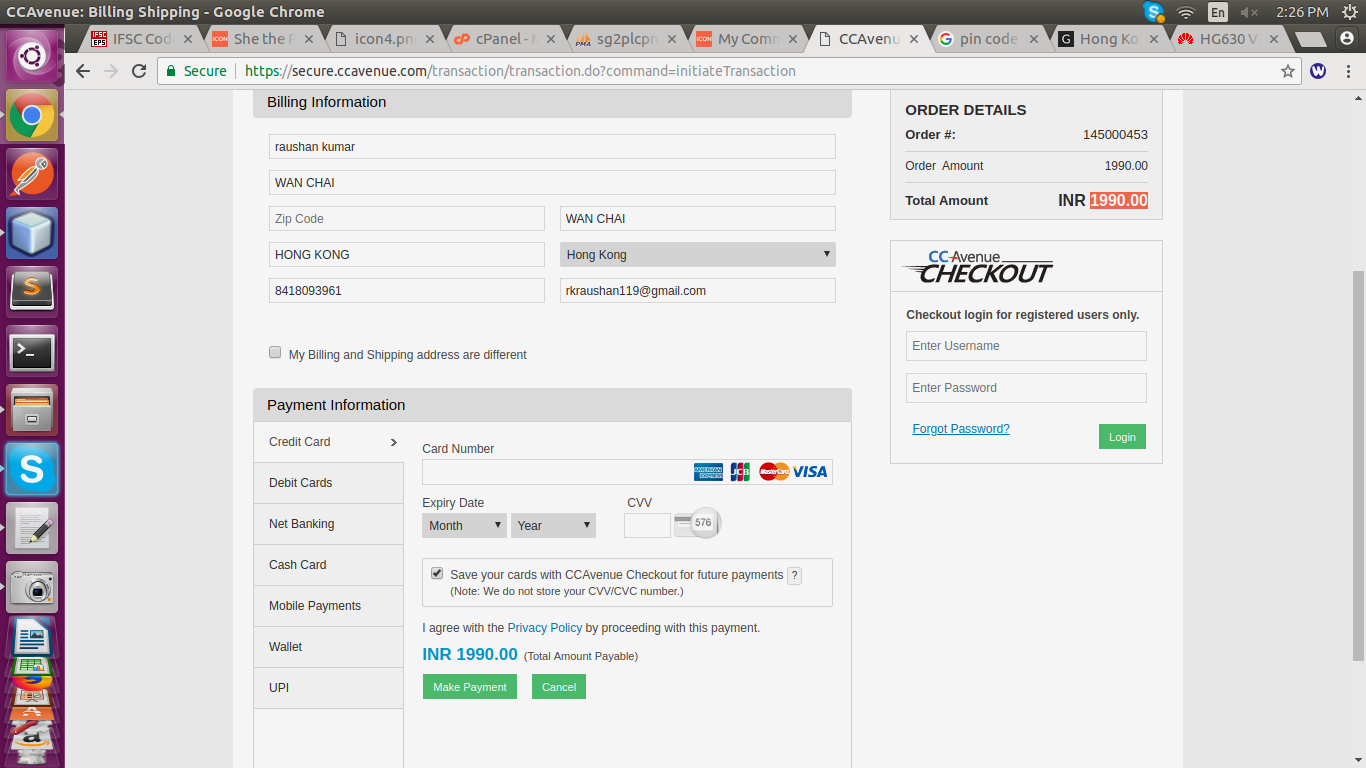 CCAvenue: Billing Shipping - Google Chrome
En
2:26 PM
IFSC Cod
She the P
icon4.pn
cPanel - M
sg2plcpn
My Comm
CCAvenu
pin code
Hong Ko
HG630 V
Secure
https://secure.ccavenue.com/transaction/transaction.do?command=initiateTransaction
Billing Information
raushan kumar
WAN CHAI
Zip Code
WAN CHAI
HONG KONG
Hong Kong
8418093961
rkraushan119@gmail.com
My Billing and Shipping address are different
Payment Information
Credit Card
Debit Cards
Net Banking
Cash Card
Mobile Payments
Wallet
UPI
Card Number
AMERICAN EXPRESS
JCB
MasterCard
VISA
Expiry Date
CVV
Month
Year
576
Save your cards with CCAvenue Checkout for future payments ?
(Note: We do not store your CVV/CVC number.)
I agree with the Privacy Policy by proceeding with this payment.
INR 1990.00 (Total Amount Payable)
Make Payment
Cancel
ORDER DETAILS
Order #: 145000453
Order Amount 1990.00
Total Amount INR 1990.00
CCAvenue
CHECKOUT
Checkout login for registered users only.
Enter Username
Enter Password
Forgot Password?
Login